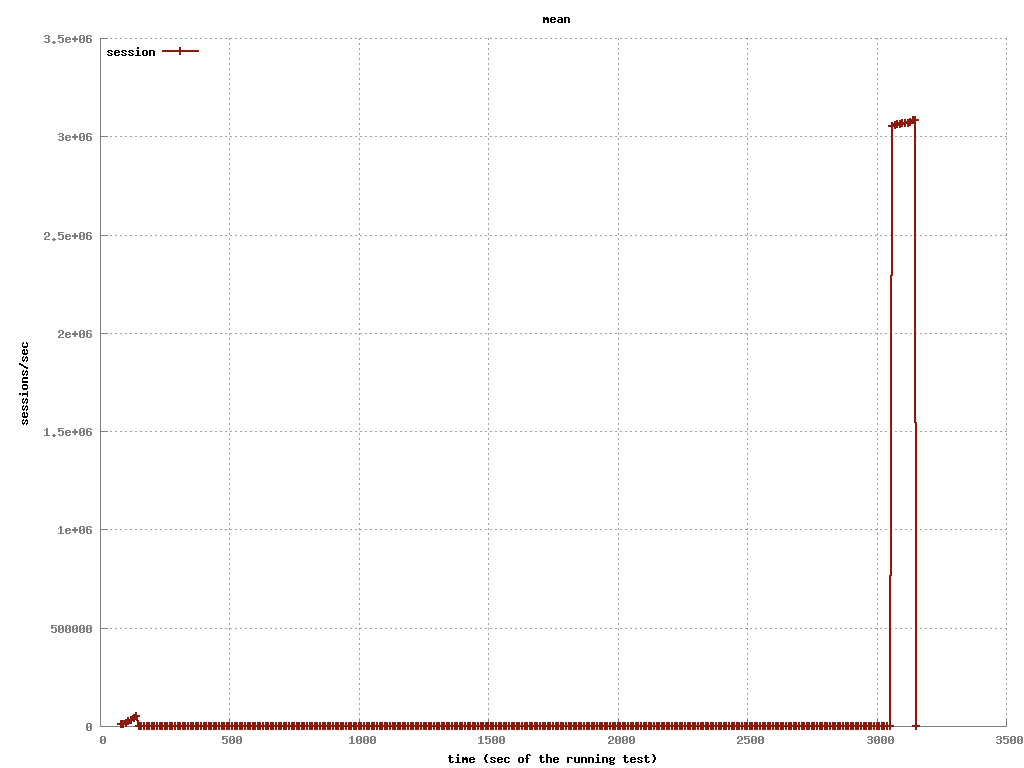 mean
session
3.5e+06
3e+06
2.5e+06
2e+06
1.5e+06
1e+06
500000
0
sessions/sec
0 500 1000 1500 2000 2500 3000 3500
time (sec of the running test)